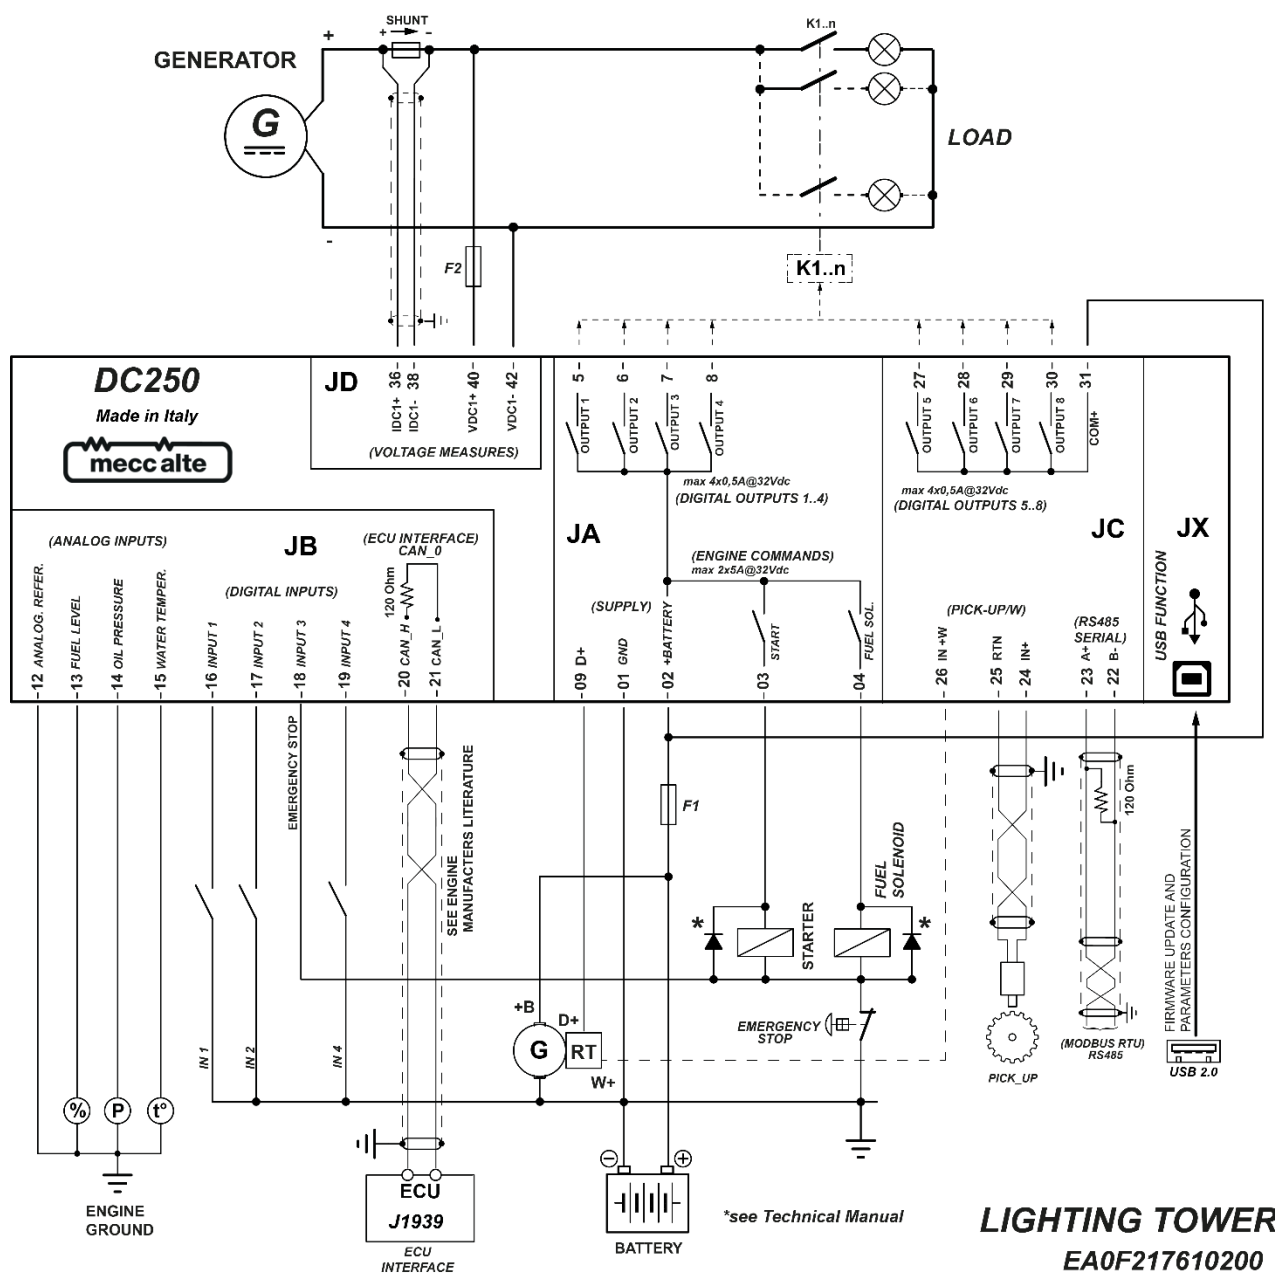 SHUNT
+ -
K1..n
GENERATOR
+
G
LOAD
-
F2
K1..n
DC250
Made in Italy
mecc alte
JD
IDC1+ 36
IDC1- 38
VDC1+ 40
VDC1- 42
(VOLTAGE MEASURES)
5
6
7
8
OUTPUT 1
OUTPUT 2
OUTPUT 3
OUTPUT 4
max 4x0,5A@32Vdc
(DIGITAL OUTPUTS 1..4)
27
28
29
30
31
OUTPUT 5
OUTPUT 6
OUTPUT 7
OUTPUT 8
COM+
max 4x0,5A@32Vdc
(DIGITAL OUTPUTS 5..8)
JB
(ANALOG INPUTS)
(DIGITAL INPUTS)
(ECU INTERFACE)
CAN_0
120 Ohm
12 ANALOG. REFER.
13 FUEL LEVEL
14 OIL PRESSURE
15 WATER TEMPER.
16 INPUT 1
17 INPUT 2
18 INPUT 3
19 INPUT 4
20 CAN_H
21 CAN_L
JA
(ENGINE COMMANDS)
max 2x5A@32Vdc
(SUPPLY)
09 D+
01 GND
02 +BATTERY
03
START
04
FUEL SOL.
JC
(PICK-UP/W)
26 IN +W
25 RTN
24 IN+
(RS485
SERIAL)
23 A+
22 B-
JX
USB FUNCTION
EMERGENCY STOP
SEE ENGINE
MANUFACTERS LITERATURE
F1
FUEL
SOLENOID
*
STARTER
*
120 Ohm
FIRMWARE UPDATE AND
PARAMETERS CONFIGURATION
+B
D+
G
RT
W+
EMERGENCY
STOP
IN 1
IN 2
IN 4
PICK_UP
(MODBUS RTU)
RS485
USB 2.0
%
P
t°
ENGINE
GROUND
ECU
J1939
ECU
INTERFACE
- +
BATTERY
*see Technical Manual
LIGHTING TOWER
EA0F217610200